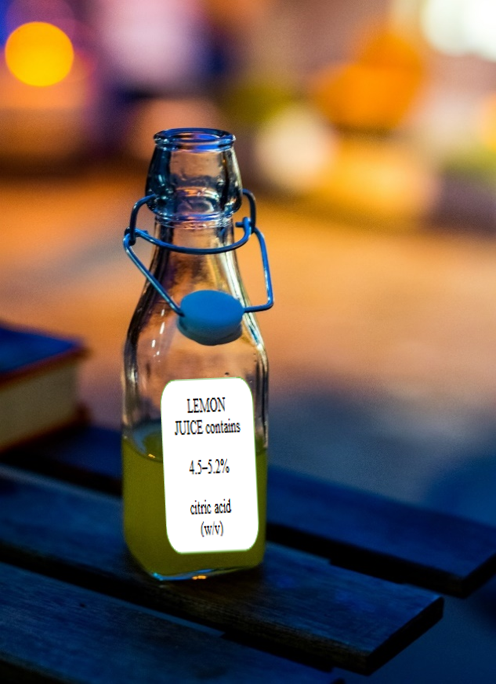 LEMON
JUICE contains
4.5–5.2%
citric acid
(w/v)